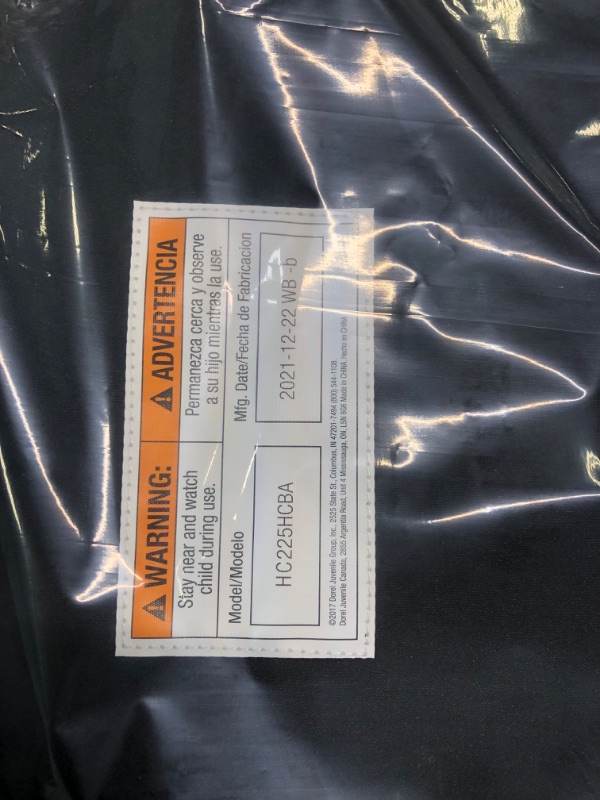 WARNING:
Stay near and watch
child during use.
ADVERTENCIA
Permanezca cerca y observe
a su hijo mientras la use.
Model/Modelo
HC225HCBA
Mfg. Date/Fecha de Fabricacion
2021-12-22 WB -b
©2017 Dorel Juvenile Group, Inc., 2525 State St., Columbus, IN 47201-7494 (800) 544-1108.
Dorel Juvenile Canada, 2855 Argentia Road, Unit 4 Mississauga, ON, L5N 8G6 Made in CHINA. Hecho en CHINA